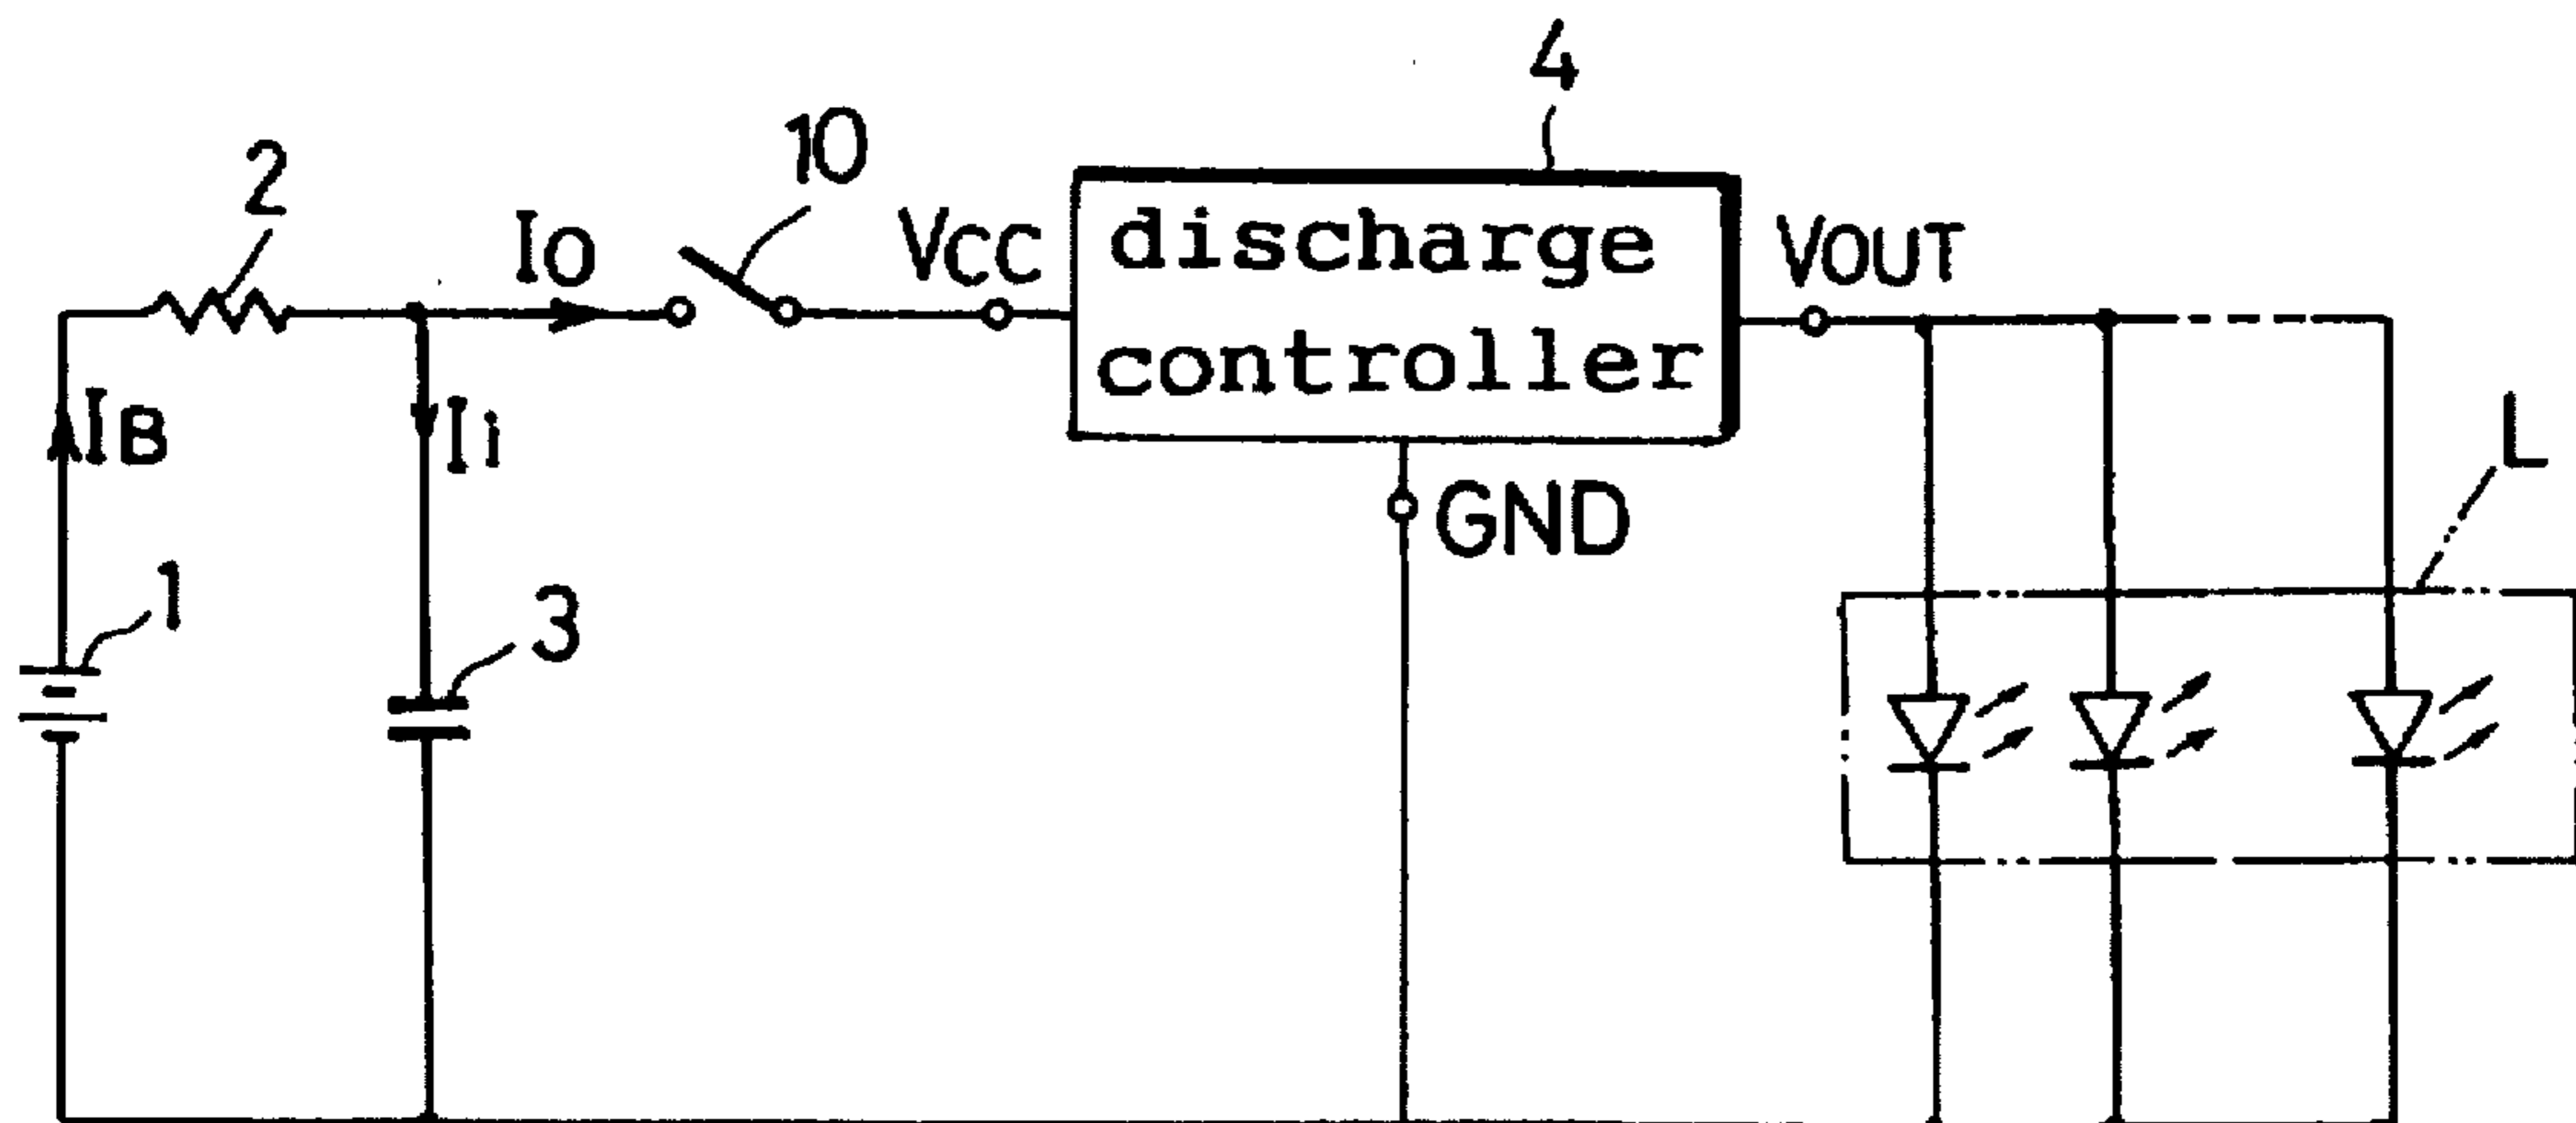 4
10
2
IO
VCC
discharge
controller
VOUT
IB
Ii
L
GND
1
3